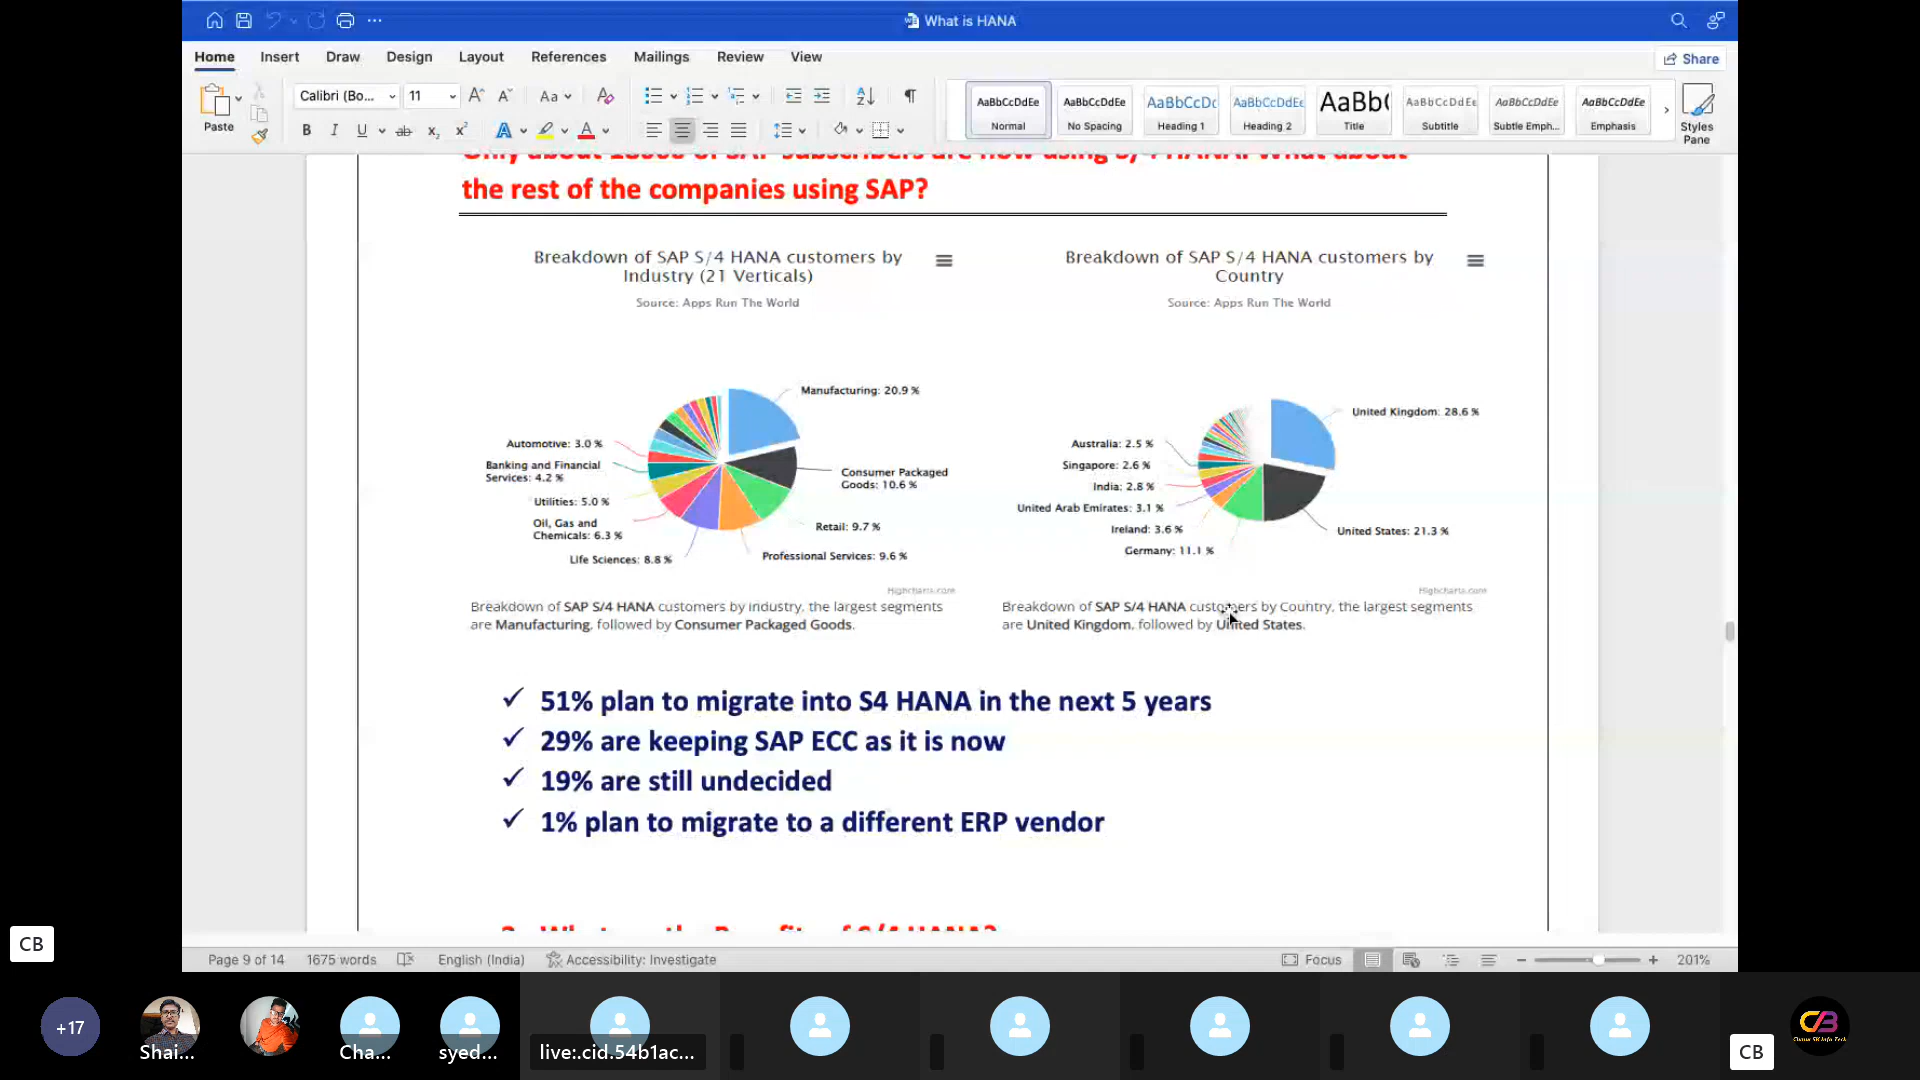 What is HANA
Home Insert Draw Design Layout References Mailings Review View Share
Paste
Calibri (Bo... 11
AaBbCcDdEe Normal
AaBbCcDdEe No Spacing
AaBbCcDc Heading 1
AaBbCcDdEe Heading 2
AaBb( Title
AaBbCcDdEe Subtitle
AaBbCcDdEe Subtle Emph...
AaBbCcDdEe Emphasis
Styles Pane
the rest of the companies using SAP?
Breakdown of SAP S/4 HANA customers by
Industry (21 Verticals)
Source: Apps Run The World
Manufacturing: 20.9 %
Consumer Packaged
Goods: 10.6 %
Retail: 9.7 %
Professional Services: 9.6 %
Life Sciences: 8.8 %
Oil, Gas and
Chemicals: 6.3 %
Utilities: 5.0 %
Banking and Financial
Services: 4.2 %
Automotive: 3.0 %
Highcharts.com
Breakdown of SAP S/4 HANA customers by industry, the largest segments
are Manufacturing, followed by Consumer Packaged Goods.
Breakdown of SAP S/4 HANA customers by
Country
Source: Apps Run The World
United Kingdom: 28.6 %
United States: 21.3 %
Germany: 11.1 %
Ireland: 3.6 %
United Arab Emirates: 3.1 %
India: 2.8 %
Singapore: 2.6 %
Australia: 2.5 %
Highcharts.com
Breakdown of SAP S/4 HANA customers by Country, the largest segments
are United Kingdom, followed by United States.
51% plan to migrate into S4 HANA in the next 5 years
29% are keeping SAP ECC as it is now
19% are still undecided
1% plan to migrate to a different ERP vendor
Page 9 of 14 1675 words English (India) Accessibility: Investigate Focus 201%
CB
+17
Shai...
Cha...
syed...
live:.cid.54b1ac...
CB